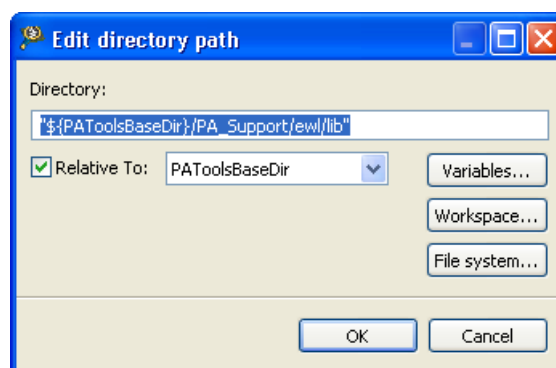 Edit directory path
Directory:
"${PAToolsBaseDir}/PA_Support/ewl/lib"
Relative To: PAToolsBaseDir Variables...
Workspace...
File system...
OK Cancel